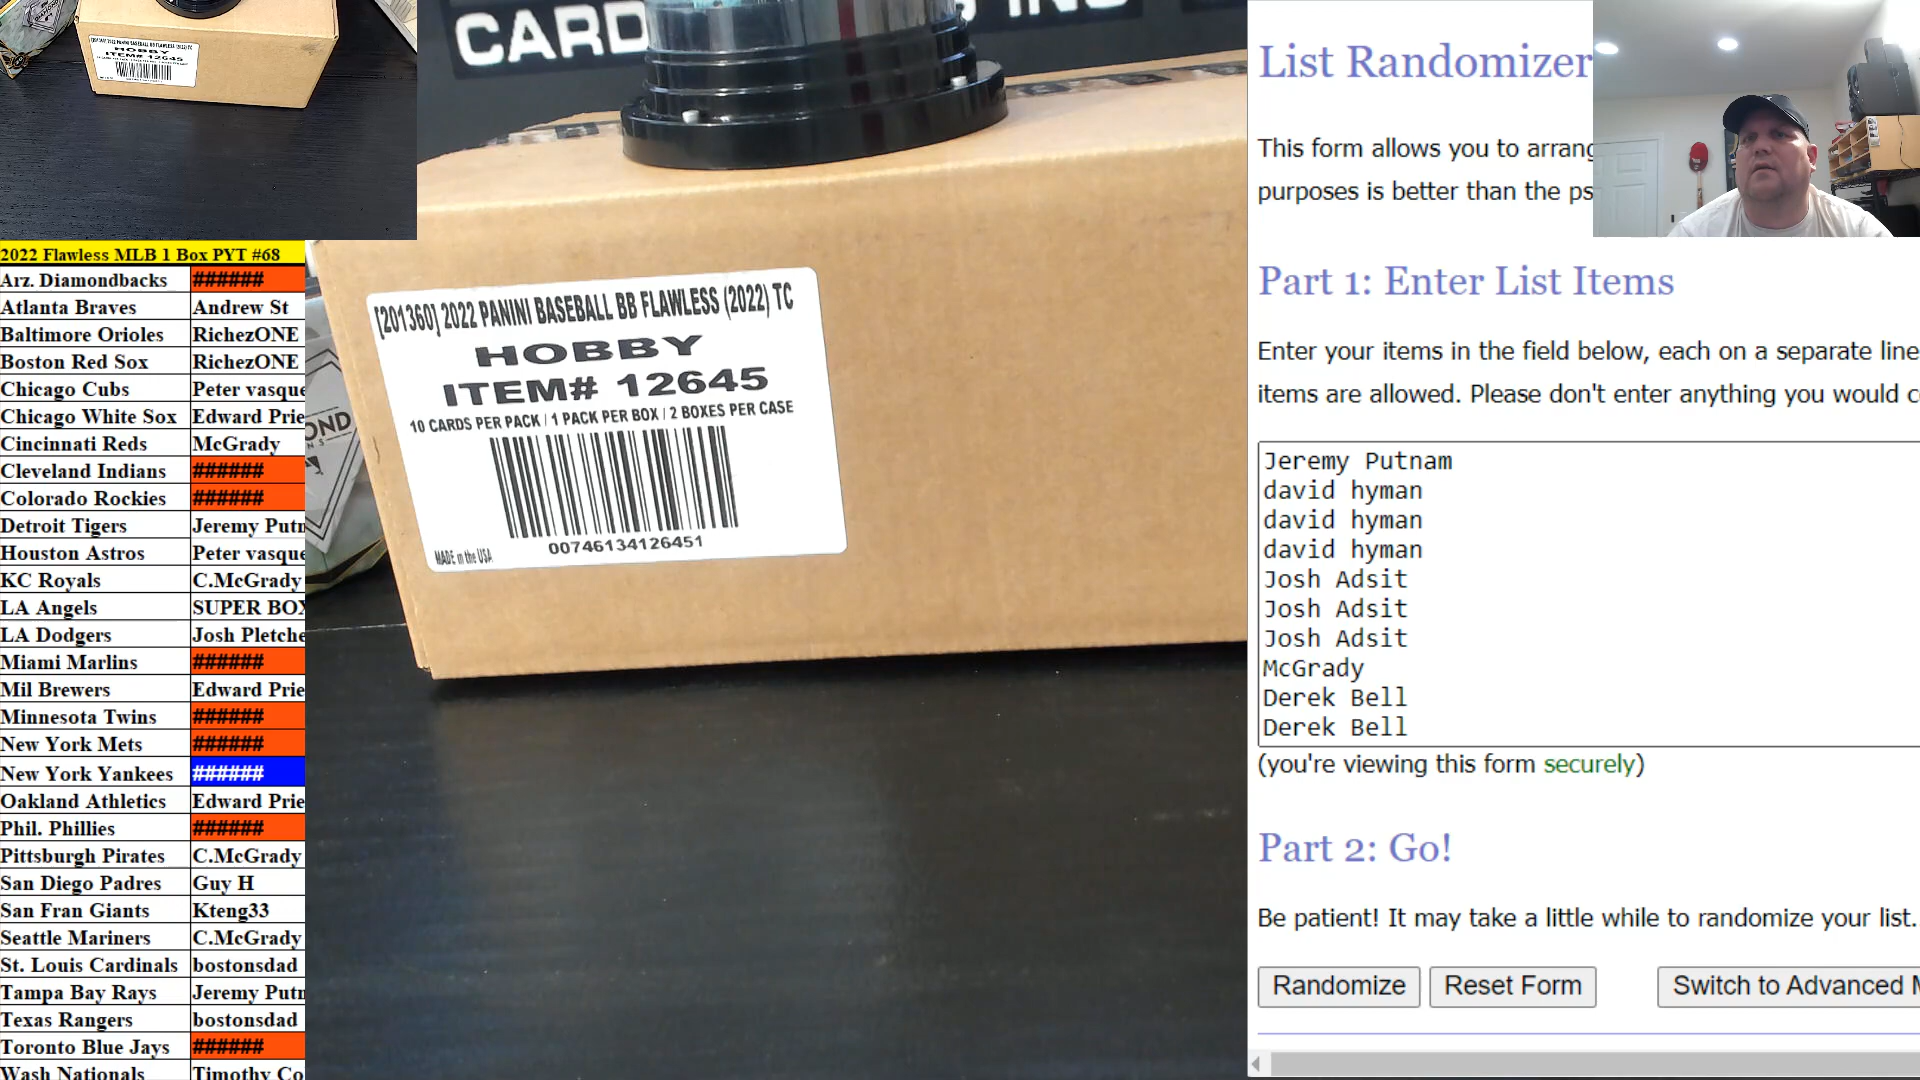 [201360] 2022 PANINI BASEBALL BB FLAWLESS (2022) TC
HOBBY
ITEM# 12645
CARD
2022 Flawless MLB 1 Box PYT #68
Arz. Diamondbacks ######
Atlanta Braves Andrew St
Baltimore Orioles RichezONE
Boston Red Sox RichezONE
Chicago Cubs Peter vasque
Chicago White Sox Edward Prie
Cincinnati Reds McGrady
Cleveland Indians ######
Colorado Rockies ######
Detroit Tigers Jeremy Putn
Houston Astros Peter vasque
KC Royals C.McGrady
LA Angels SUPER BOX
LA Dodgers Josh Pletche
Miami Marlins ######
Mil Brewers Edward Prie
Minnesota Twins ######
New York Mets ######
New York Yankees ######
Oakland Athletics Edward Prie
Phil. Phillies ######
Pittsburgh Pirates C.McGrady
San Diego Padres Guy H
San Fran Giants Kteng33
Seattle Mariners C.McGrady
St. Louis Cardinals bostonsdad
Tampa Bay Rays Jeremy Putn
Texas Rangers bostonsdad
Toronto Blue Jays ######
Wash Nationals Timothy Co
[201360] 2022 PANINI BASEBALL BB FLAWLESS (2022) TC
HOBBY
ITEM# 12645
10 CARDS PER PACK / 1 PACK PER BOX / 2 BOXES PER CASE
00746134126451
MADE in the USA
List Randomizer
This form allows you to arrang
purposes is better than the ps
Part 1: Enter List Items
Enter your items in the field below, each on a separate line
items are allowed. Please don't enter anything you would c
Jeremy Putnam
david hyman
david hyman
david hyman
Josh Adsit
Josh Adsit
Josh Adsit
McGrady
Derek Bell
Derek Bell
(you're viewing this form securely)
Part 2: Go!
Be patient! It may take a little while to randomize your list.
Randomize Reset Form Switch to Advanced M